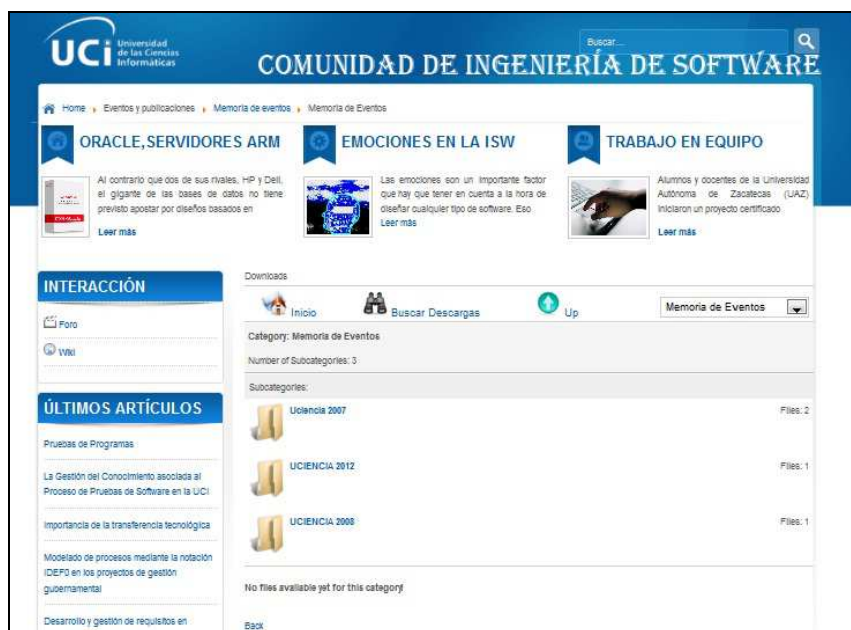 UCi Universidad
de las Ciencias
Informáticas
Buscar...
COMUNIDAD DE INGENIERÍA DE SOFTWARE
Home Eventos y publicaciones Memoria de eventos Memoria de Eventos
ORACLE, SERVIDORES ARM
Al contrario que dos de sus rivales, HP y Dell,
el gigante de las bases de datos no tiene
previsto apostar por diseños basados en
Leer más
EMOCIONES EN LA ISW
Las emociones son un importante factor
que hay que tener en cuenta a la hora de
diseñar cualquier tipo de software. Eso
Leer más
TRABAJO EN EQUIPO
Alumnos y docentes de la Universidad
Autónoma de Zacatecas (UAZ)
iniciaron un proyecto certificado
Leer más
INTERACCIÓN
Foro
Wiki
ÚLTIMOS ARTÍCULOS
Pruebas de Programas
La Gestión del Conocimiento asociada al
Proceso de Pruebas de Software en la UCI
Importancia de la transferencia tecnológica
Modelado de procesos mediante la notación
IDEF0 en los proyectos de gestión
gubernamental
Desarrollo y gestión de requisitos en
Downloads
Inicio Buscar Descargas Up Memoria de Eventos
Category: Memoria de Eventos
Number of Subcategories: 3
Subcategories:
Uciencia 2007 Files: 2
UCIENCIA 2012 Files: 1
UCIENCIA 2008 Files: 1
No files available yet for this category!
Back